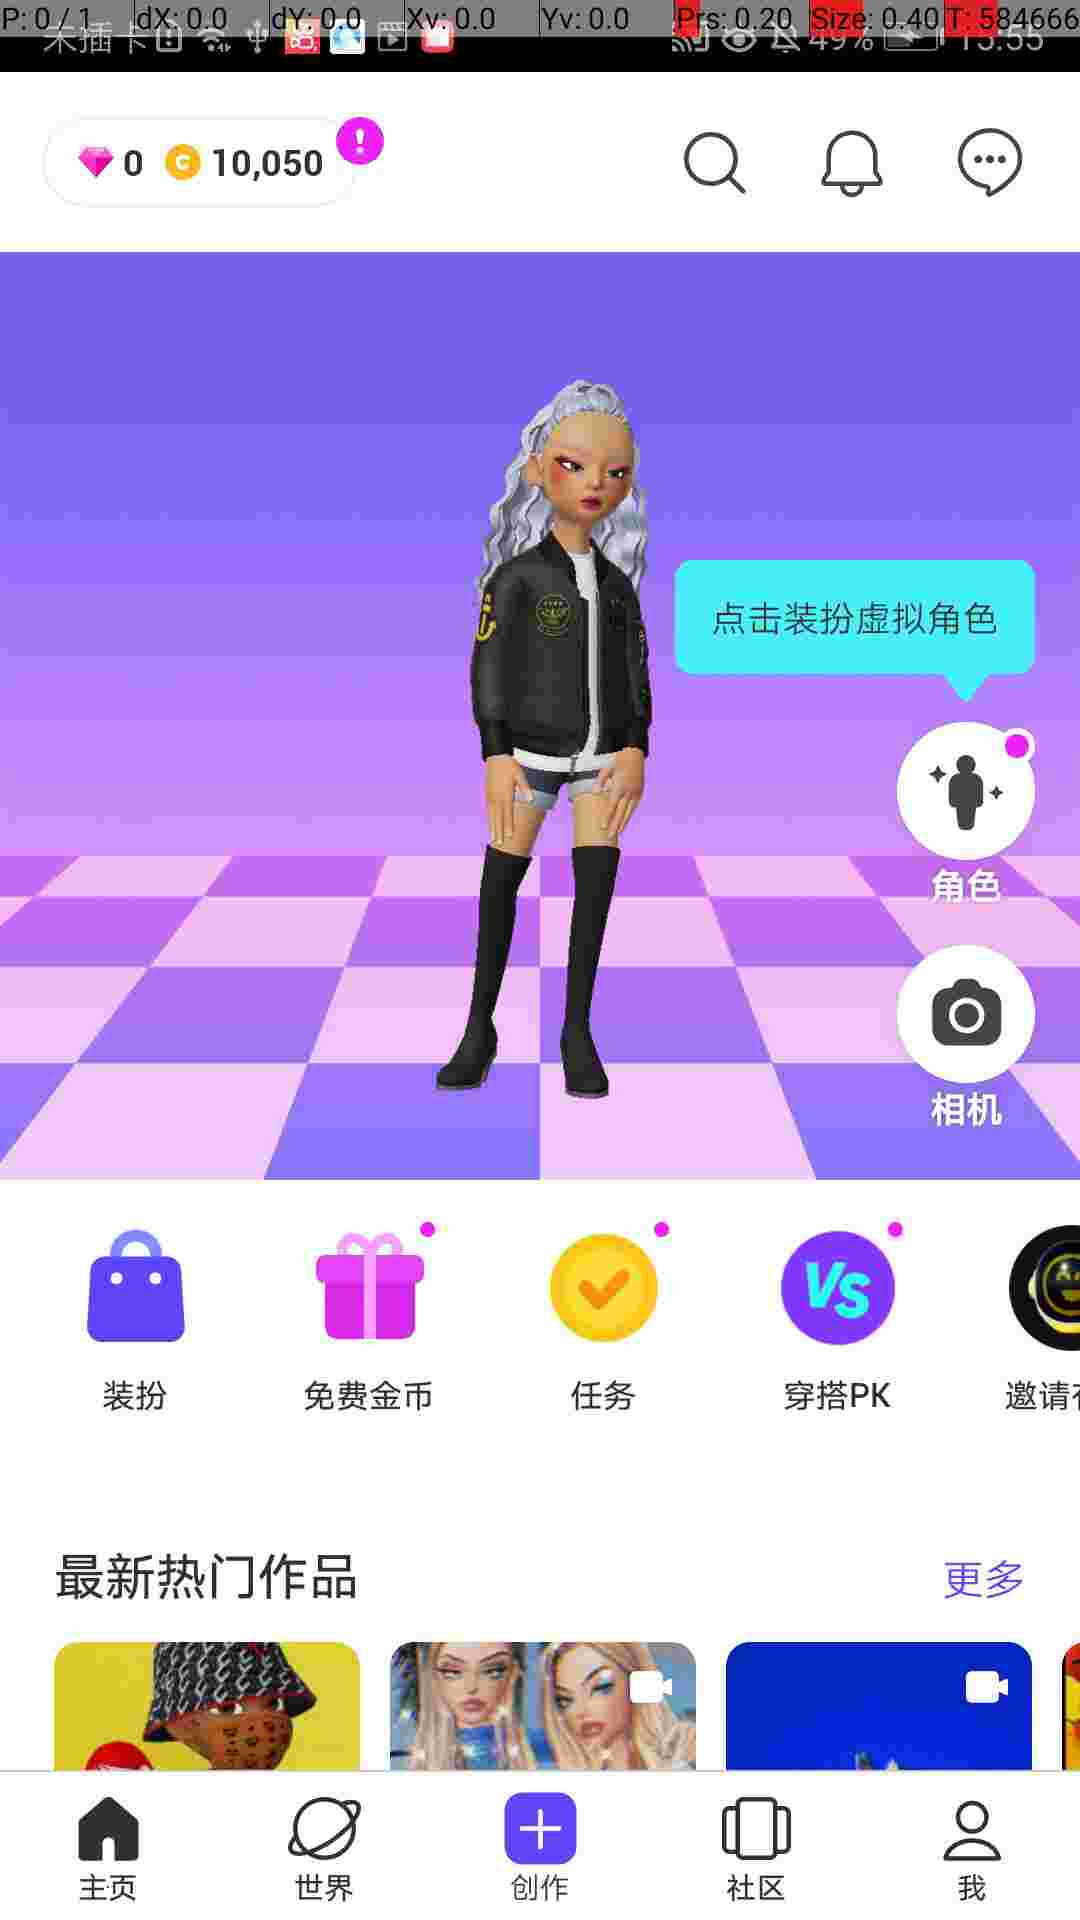 P: 0 / 1 dX: 0.0 dY: 0.0 Xv: 0.0 Yv: 0.0 Prs: 0.20 Size: 0.40 T: 584666
未插卡 49% 15:55
0 10,050
点击装扮虚拟角色
角色
相机
装扮 免费金币 任务 穿搭PK 邀请
最新热门作品 更多
主页 世界 创作 社区 我